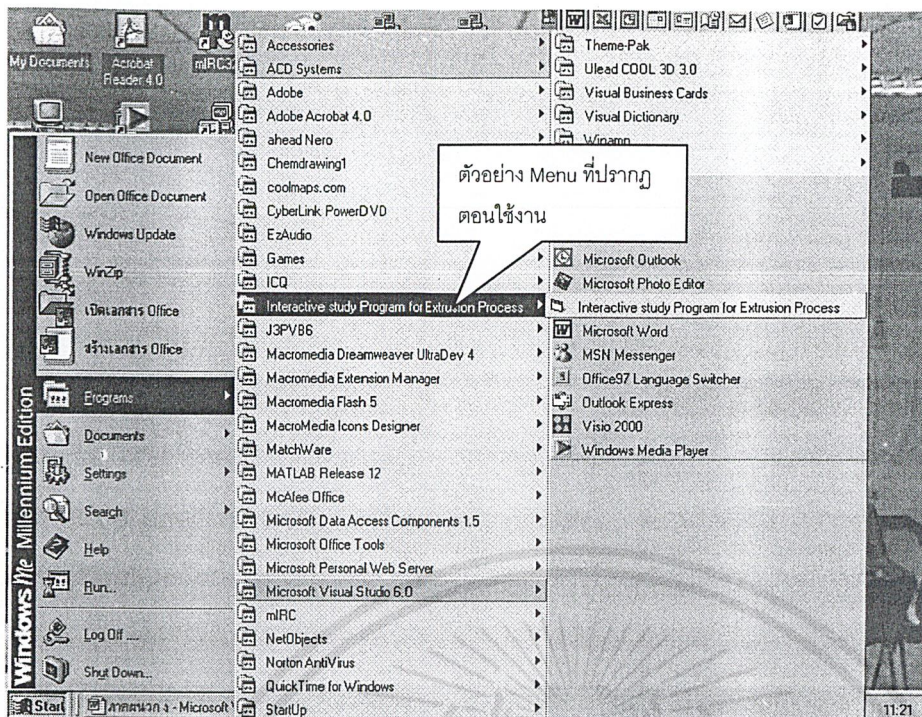 My Documents
Acrobat
Reader 4.0
New Office Document
Open Office Document
Windows Update
WinZip
เปิดเอกสาร Office
สร้างเอกสาร Office
Programs
Documents
Settings
Search
Help
Run...
Log Off ....
Shut Down...
Windows Me Millennium Edition
Accessories
ACD Systems
Adobe
Adobe Acrobat 4.0
ahead Nero
Chemdrawing1
coolmaps.com
CyberLink PowerDVD
EzAudio
Games
ICQ
Interactive study Program for Extrusion Process
J3PVB6
Macromedia Dreamweaver UltraDev 4
Macromedia Extension Manager
Macromedia Flash 5
MacroMedia Icons Designer
MatchWare
MATLAB Release 12
McAfee Office
Microsoft Data Access Components 1.5
Microsoft Office Tools
Microsoft Personal Web Server
Microsoft Visual Studio 6.0
mIRC
NetObjects
Norton AntiVirus
QuickTime for Windows
StartUp
Theme-Pak
Ulead COOL 3D 3.0
Visual Business Cards
Visual Dictionary
Winamp
ตัวอย่าง Menu ที่ปรากฏ
ตอนใช้งาน
Microsoft Outlook
Microsoft Photo Editor
Interactive study Program for Extrusion Process
Microsoft Word
MSN Messenger
Office97 Language Switcher
Outlook Express
Visio 2000
Windows Media Player
Start
ภาคผนวก ง - Microsoft
11:21